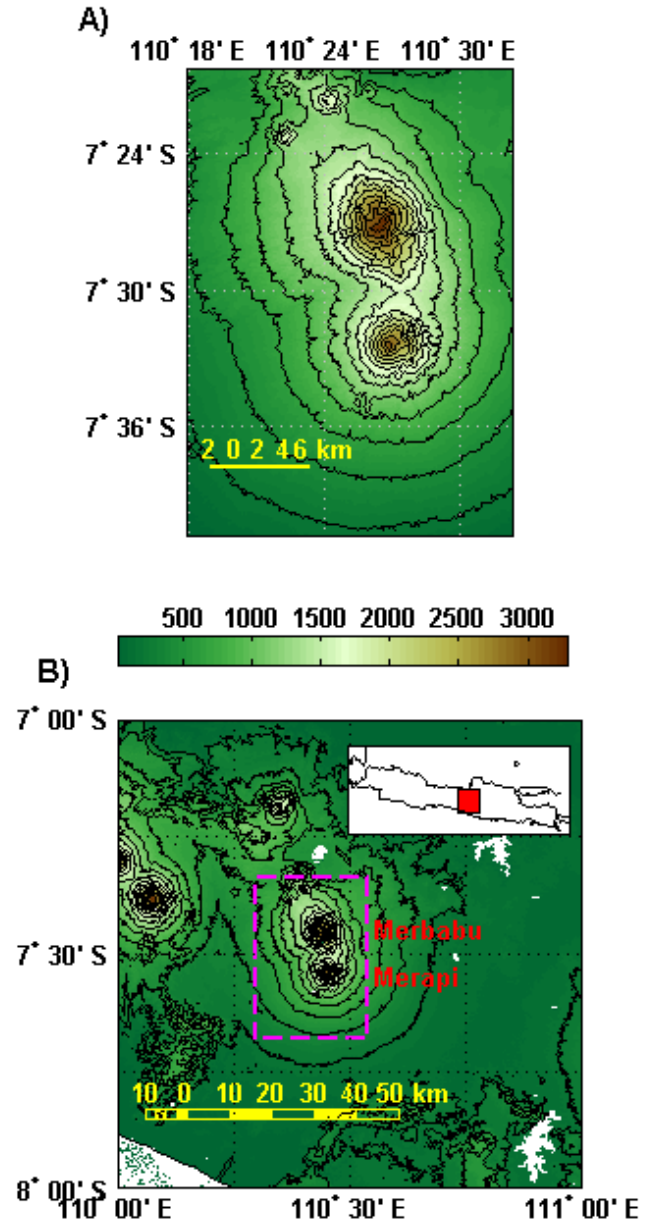 A)
110° 18' E 110° 24' E 110° 30' E
7° 24' S
7° 30' S
7° 36' S
2 0 2 4 6 km
500 1000 1500 2000 2500 3000
B)
7° 00' S
Merbabu
7° 30' S
Merapi
10 0 10 20 30 40 50 km
8° 00' S
110° 00' E 110° 30' E 111° 00' E